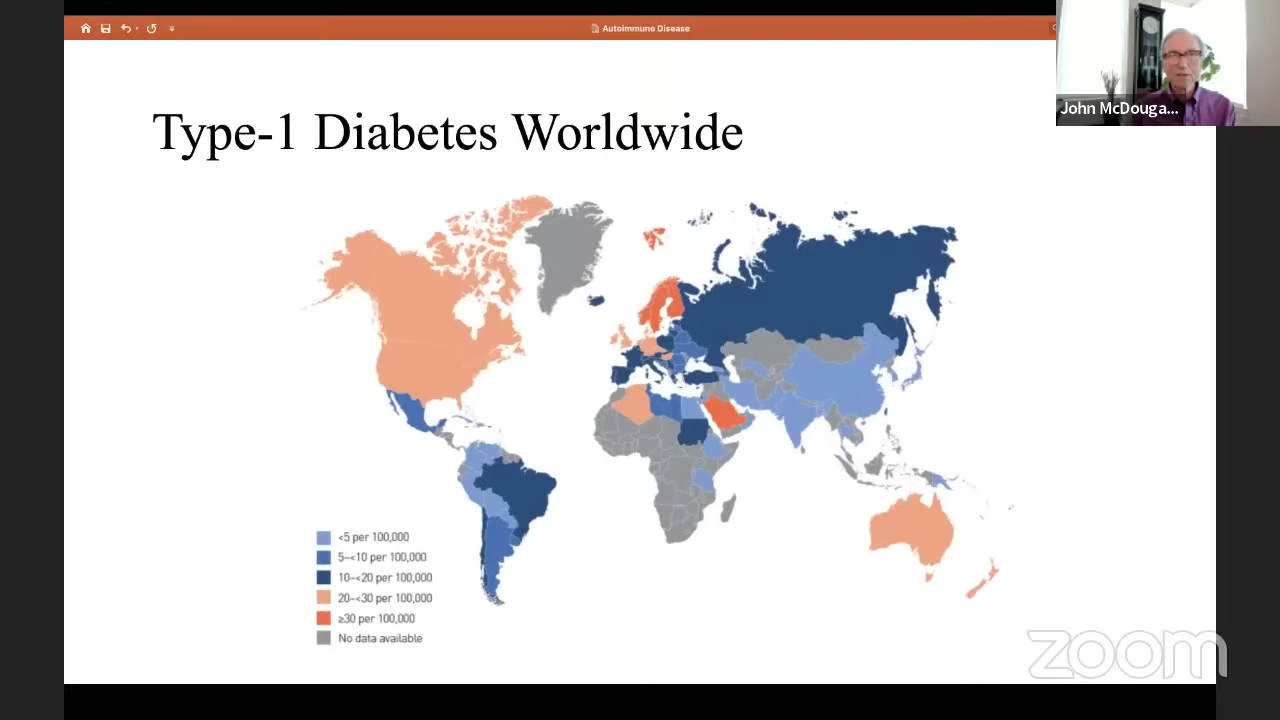 Autoimmune Disease
John McDouga...
Type-1 Diabetes Worldwide
<5 per 100,000
5–<10 per 100,000
10–<20 per 100,000
20–<30 per 100,000
≥30 per 100,000
No data available
zoom